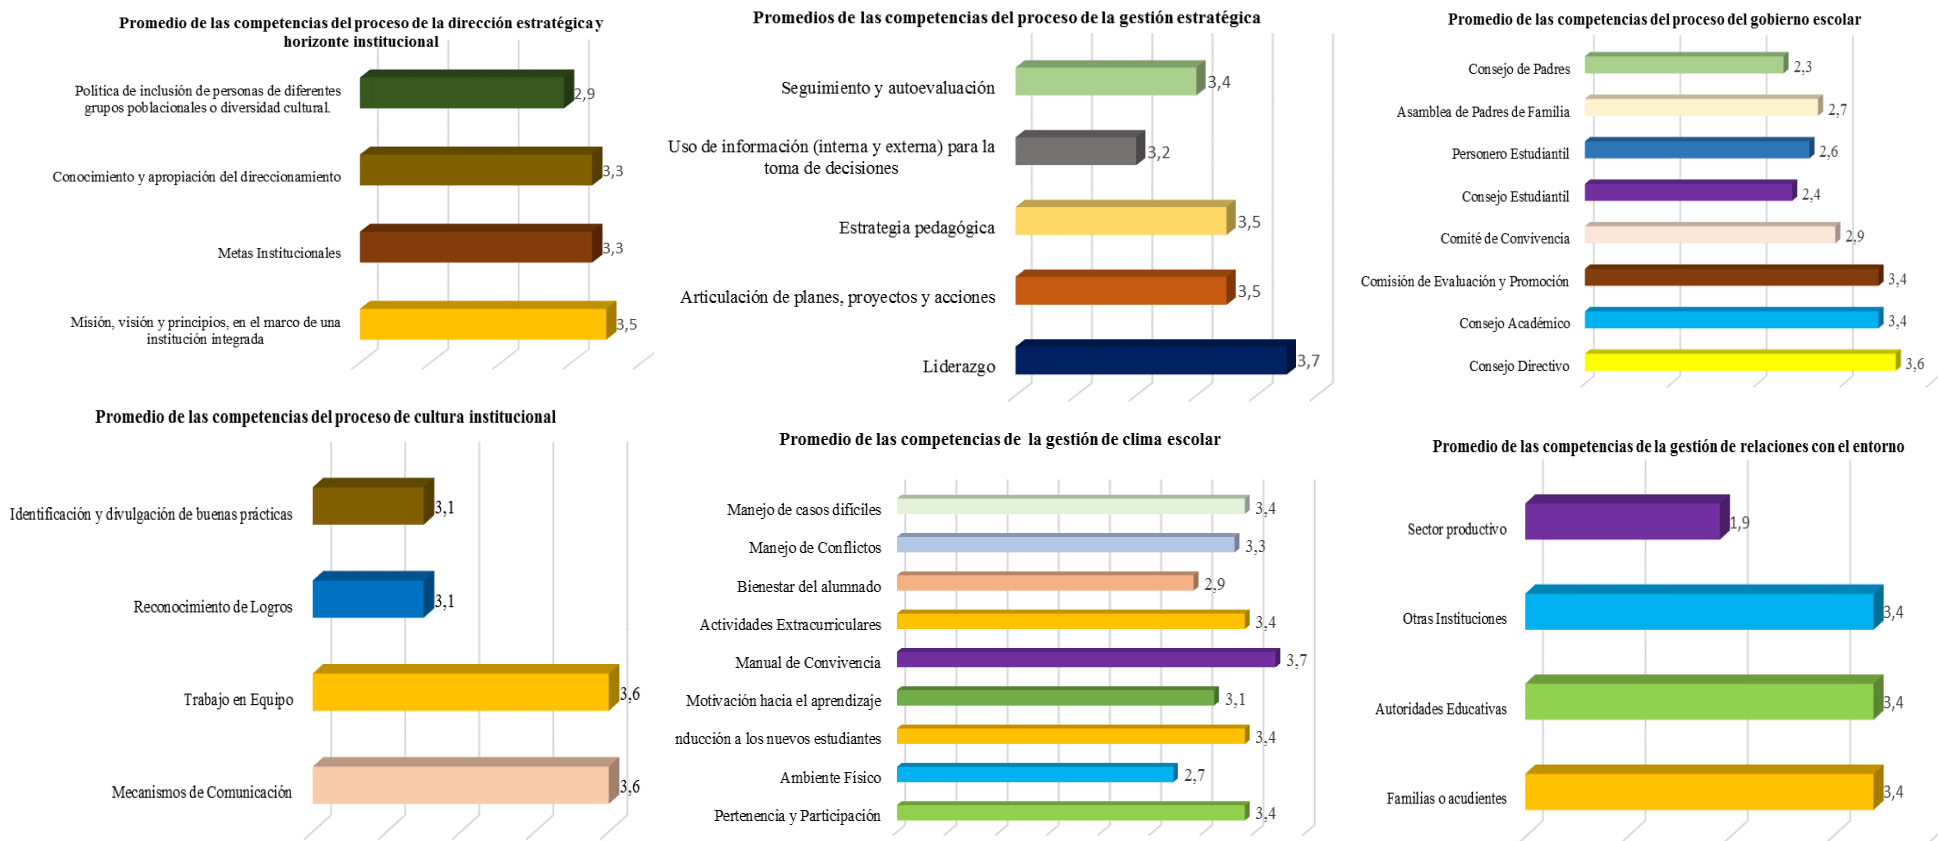 Promedio de las competencias del proceso de la dirección estratégica y
horizonte institucional
Política de inclusión de personas de diferentes
grupos poblacionales o diversidad cultural.
2,9
Conocimiento y apropiación del direccionamiento
3,3
Metas Institucionales
3,3
Misión, visión y principios, en el marco de una
institución integrada
3,5
Promedios de las competencias del proceso de la gestión estratégica
Seguimiento y autoevaluación
3,4
Uso de información (interna y externa) para la
toma de decisiones
3,2
Estrategia pedagógica
3,5
Articulación de planes, proyectos y acciones
3,5
Liderazgo
3,7
Promedio de las competencias del proceso del gobierno escolar
Consejo de Padres
2,3
Asamblea de Padres de Familia
2,7
Personero Estudiantil
2,6
Consejo Estudiantil
2,4
Comité de Convivencia
2,9
Comisión de Evaluación y Promoción
3,4
Consejo Académico
3,4
Consejo Directivo
3,6
Promedio de las competencias del proceso de cultura institucional
Identificación y divulgación de buenas prácticas
3,1
Reconocimiento de Logros
3,1
Trabajo en Equipo
3,6
Mecanismos de Comunicación
3,6
Promedio de las competencias de la gestión de clima escolar
Manejo de casos difíciles
3,4
Manejo de Conflictos
3,3
Bienestar del alumnado
2,9
Actividades Extracurriculares
3,4
Manual de Convivencia
3,7
Motivación hacia el aprendizaje
3,1
nducción a los nuevos estudiantes
3,4
Ambiente Físico
2,7
Pertenencia y Participación
3,4
Promedio de las competencias de la gestión de relaciones con el entorno
Sector productivo
1,9
Otras Instituciones
3,4
Autoridades Educativas
3,4
Familias o acudientes
3,4